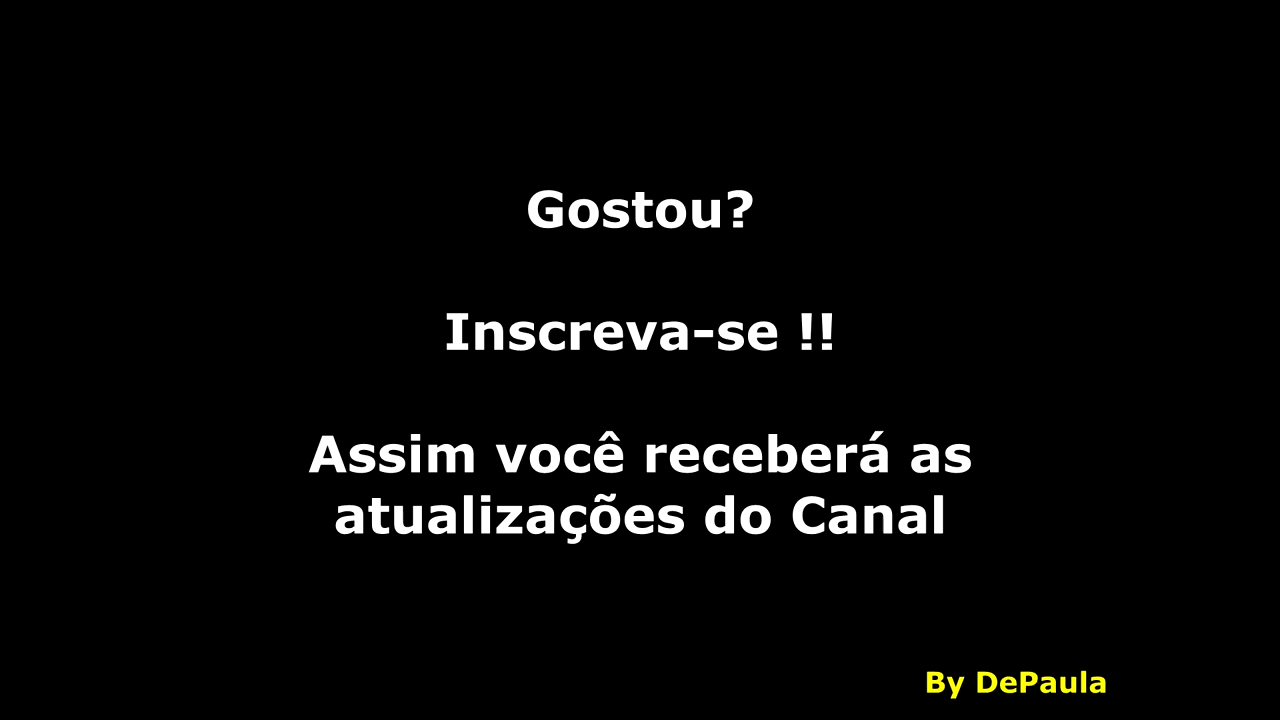 Gostou?
Inscreva-se !!
Assim você receberá as
atualizações do Canal
By DePaula